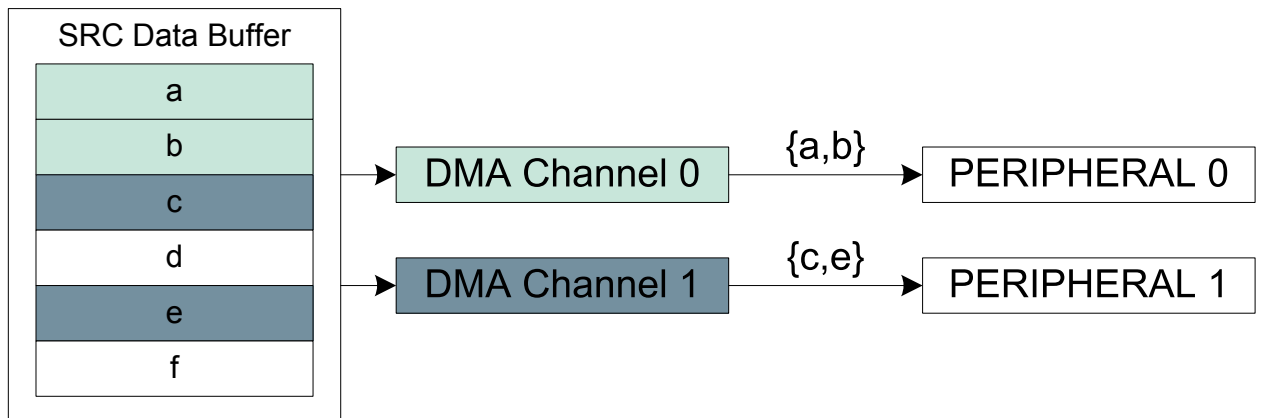 SRC Data Buffer
a
b
c
d
e
f
DMA Channel 0
{a,b}
PERIPHERAL 0
DMA Channel 1
{c,e}
PERIPHERAL 1